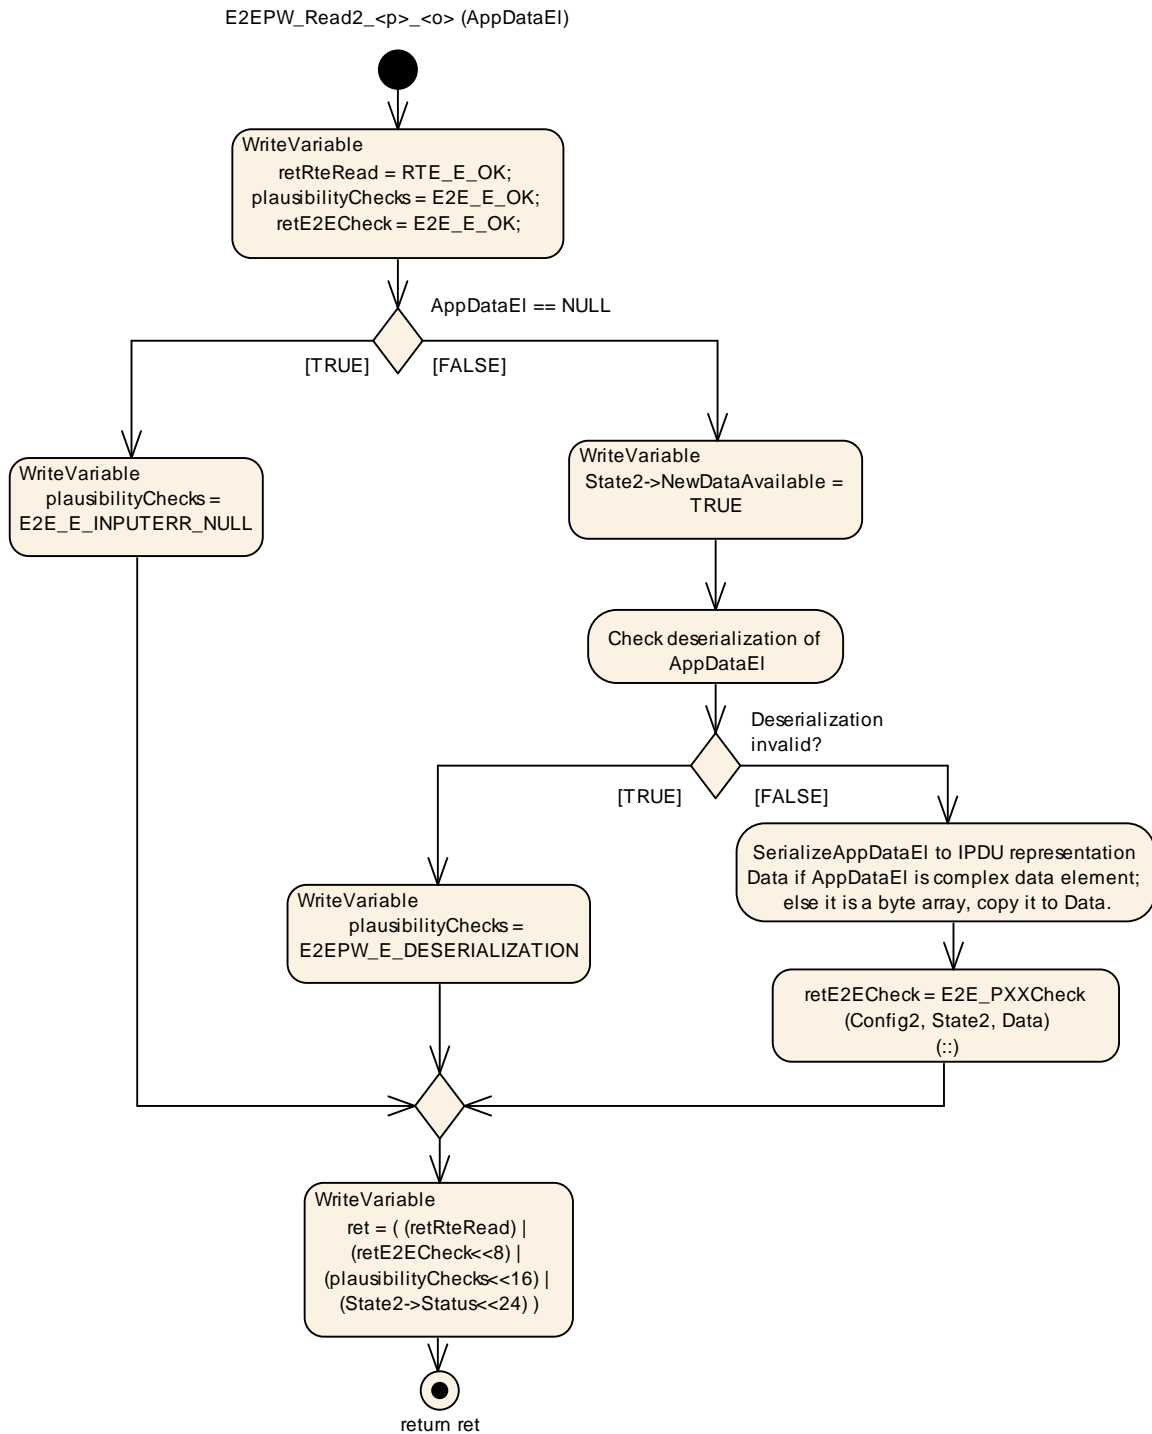 E2EPW_Read2_<p>_<o> (AppDataEl)
WriteVariable
retRteRead = RTE_E_OK;
plausibilityChecks = E2E_E_OK;
retE2ECheck = E2E_E_OK;
AppDataEl == NULL
[TRUE]
[FALSE]
WriteVariable
plausibilityChecks =
E2E_E_INPUTERR_NULL
WriteVariable
State2->NewDataAvailable =
TRUE
Check deserialization of
AppDataEl
Deserialization
invalid?
[TRUE]
[FALSE]
SerializeAppDataEl to IPDU representation
Data if AppDataEl is complex data element;
else it is a byte array, copy it to Data.
WriteVariable
plausibilityChecks =
E2EPW_E_DESERIALIZATION
retE2ECheck = E2E_PXXCheck
(Config2, State2, Data)
(::)
WriteVariable
ret = ( (retRteRead) |
(retE2ECheck<<8) |
(plausibilityChecks<<16) |
(State2->Status<<24) )
return ret